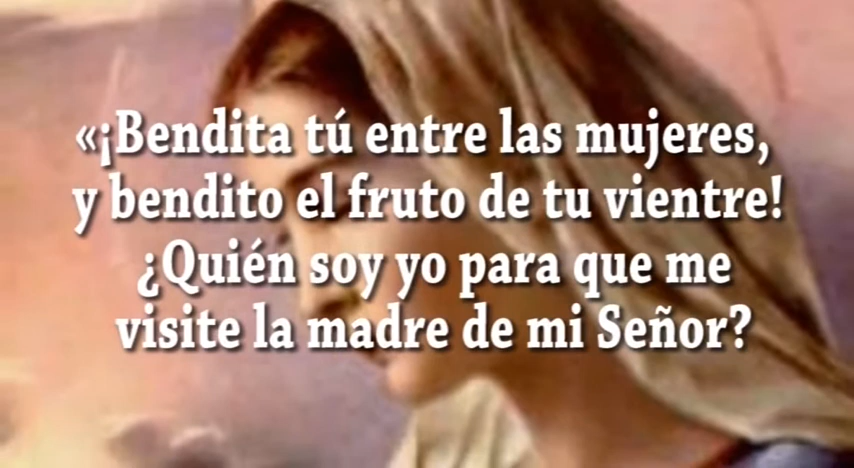 «¡Bendita tú entre las mujeres,
y bendito el fruto de tu vientre!
¿Quién soy yo para que me
visite la madre de mi Señor?